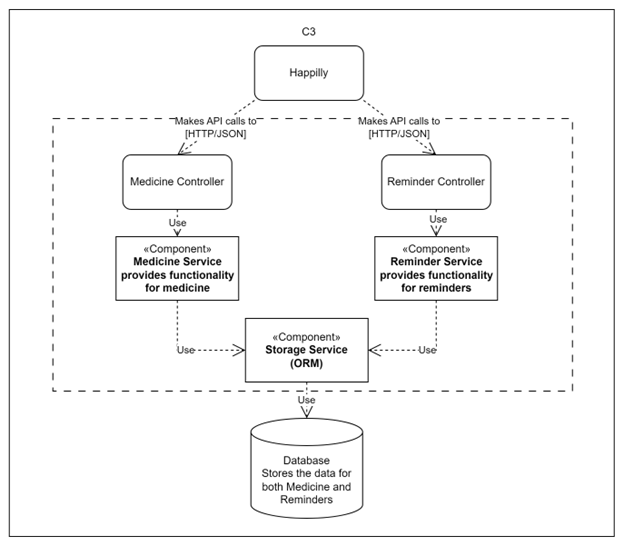 C3
Happilly
Makes API calls to
[HTTP/JSON]
Makes API calls to
[HTTP/JSON]
Medicine Controller
Reminder Controller
Use
Use
«Component»
Medicine Service
provides functionality
for medicine
«Component»
Reminder Service
provides functionality
for reminders
«Component»
Storage Service
(ORM)
Use
Use
Use
Database
Stores the data for
both Medicine and
Reminders